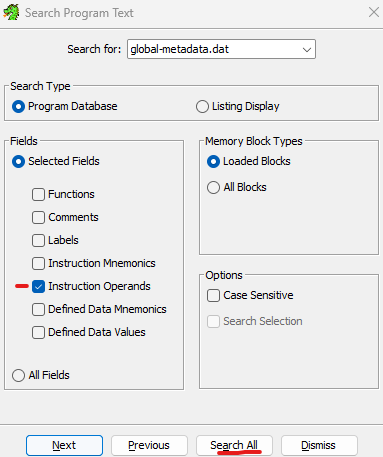 Search Program Text
Search for: global-metadata.dat
Search Type
Program Database
Listing Display
Fields
Selected Fields
Functions
Comments
Labels
Instruction Mnemonics
Instruction Operands
Defined Data Mnemonics
Defined Data Values
All Fields
Memory Block Types
Loaded Blocks
All Blocks
Options
Case Sensitive
Search Selection
Next Previous Search All Dismiss